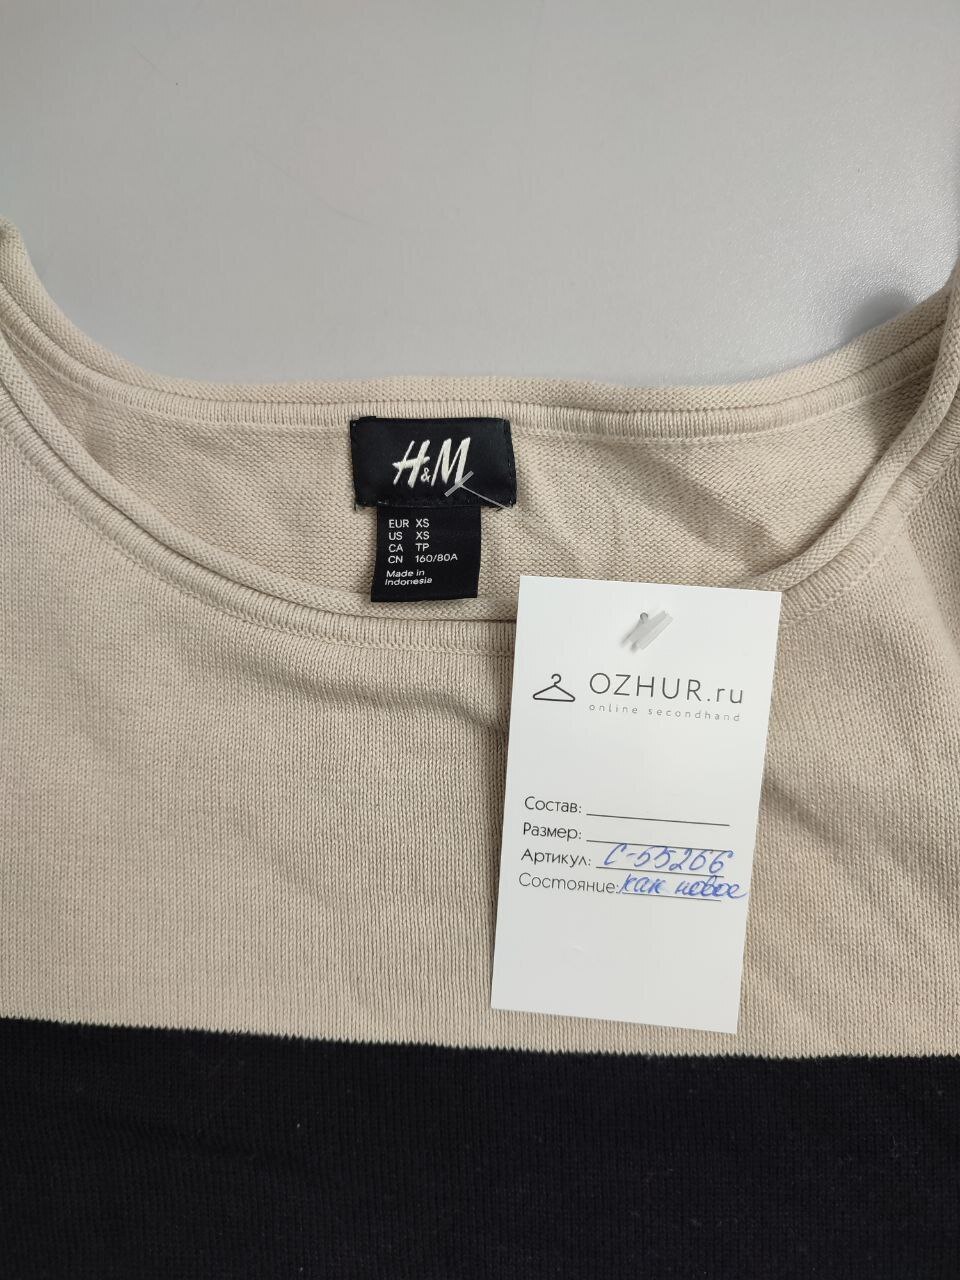 H&M
EUR XS
US XS
CA TP
CN 160/80A
Made in
Indonesia
OZHUR.ru
online secondhand
Состав:
Размер:
Артикул: С-55266
Состояние: как новое